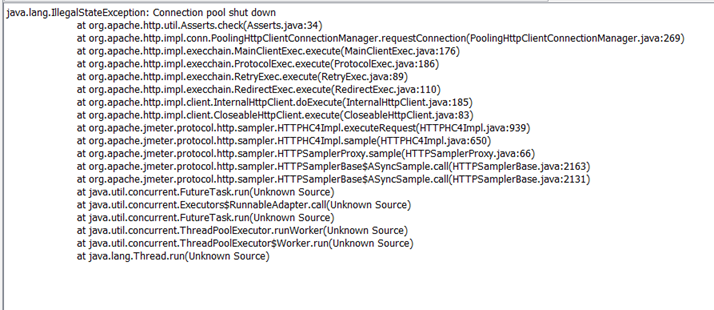 java.lang.IllegalStateException: Connection pool shut down
at org.apache.http.util.Asserts.check(Asserts.java:34)
at org.apache.http.impl.conn.PoolingHttpClientConnectionManager.requestConnection(PoolingHttpClientConnectionManager.java:269)
at org.apache.http.impl.execchain.MainClientExec.execute(MainClientExec.java:176)
at org.apache.http.impl.execchain.ProtocolExec.execute(ProtocolExec.java:186)
at org.apache.http.impl.execchain.RetryExec.execute(RetryExec.java:89)
at org.apache.http.impl.execchain.RedirectExec.execute(RedirectExec.java:110)
at org.apache.http.impl.client.InternalHttpClient.doExecute(InternalHttpClient.java:185)
at org.apache.http.impl.client.CloseableHttpClient.execute(CloseableHttpClient.java:83)
at org.apache.jmeter.protocol.http.sampler.HTTPHC4Impl.executeRequest(HTTPHC4Impl.java:939)
at org.apache.jmeter.protocol.http.sampler.HTTPHC4Impl.sample(HTTPHC4Impl.java:650)
at org.apache.jmeter.protocol.http.sampler.HTTPSamplerProxy.sample(HTTPSamplerProxy.java:66)
at org.apache.jmeter.protocol.http.sampler.HTTPSamplerBase$ASyncSample.call(HTTPSamplerBase.java:2163)
at org.apache.jmeter.protocol.http.sampler.HTTPSamplerBase$ASyncSample.call(HTTPSamplerBase.java:2131)
at java.util.concurrent.FutureTask.run(Unknown Source)
at java.util.concurrent.Executors$RunnableAdapter.call(Unknown Source)
at java.util.concurrent.FutureTask.run(Unknown Source)
at java.util.concurrent.ThreadPoolExecutor.runWorker(Unknown Source)
at java.util.concurrent.ThreadPoolExecutor$Worker.run(Unknown Source)
at java.lang.Thread.run(Unknown Source)